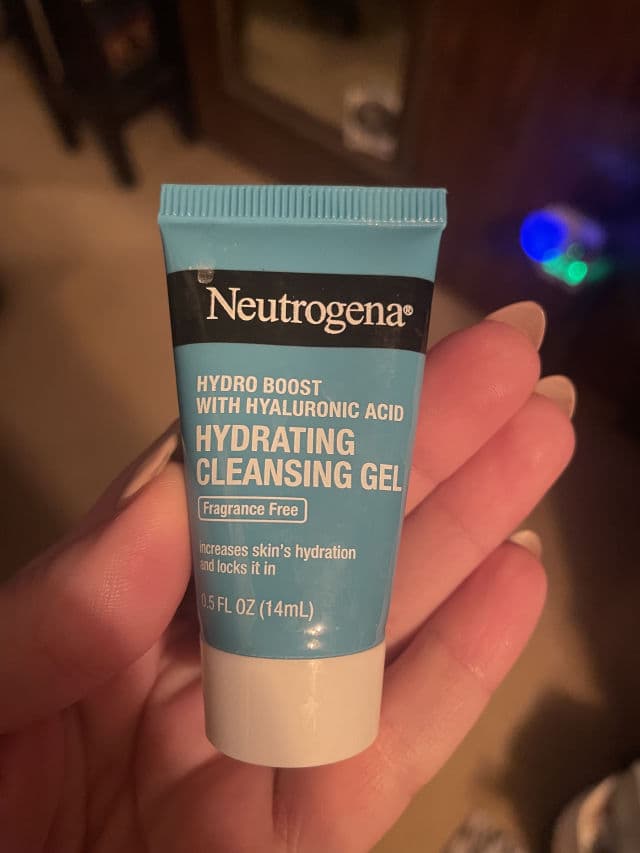 Neutrogena®
HYDRO BOOST
WITH HYALURONIC ACID
HYDRATING
CLEANSING GEL
Fragrance Free
increases skin's hydration
and locks it in
0.5 FL OZ (14mL)